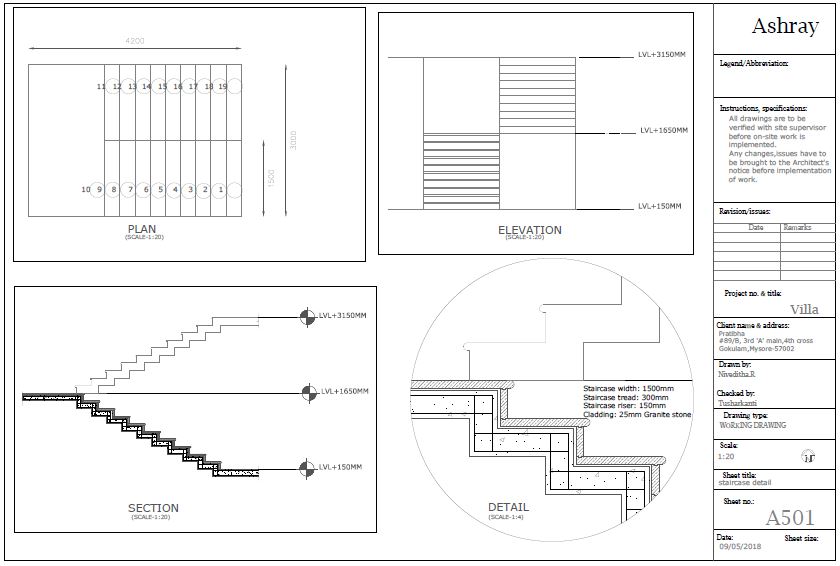 4200
11 12 13 14 15 16 17 18 19
3000
1500
10 9 8 7 6 5 4 3 2 1
PLAN
(SCALE-1:20)
LVL+3150MM
LVL+1650MM
LVL+150MM
ELEVATION
(SCALE-1:20)
LVL+3150MM
LVL+1650MM
LVL+150MM
SECTION
(SCALE-1:20)
Staircase width: 1500mm
Staircase tread: 300mm
Staircase riser: 150mm
Cladding: 25mm Granite stone
DETAIL
(SCALE-1:4)
Ashray
Legend/Abbreviation:
Instructions, specifications:
All drawings are to be
verified with site supervisor
before on-site work is
implemented.
Any changes,issues have to
be brought to the Architect's
notice before implementation
of work.
Revision/issues:
Date Remarks
Project no. & title:
Villa
Client name & address:
Pratibha
#89/B, 3rd 'A' main,4th cross
Gokulam,Mysore-57002
Drawn by:
Niveditha.R
Checked by:
Tusharkanti
Drawing type:
WORKING DRAWING
Scale:
1:20
Sheet title:
staircase detail
Sheet no.:
A501
Date: Sheet size:
09/05/2018